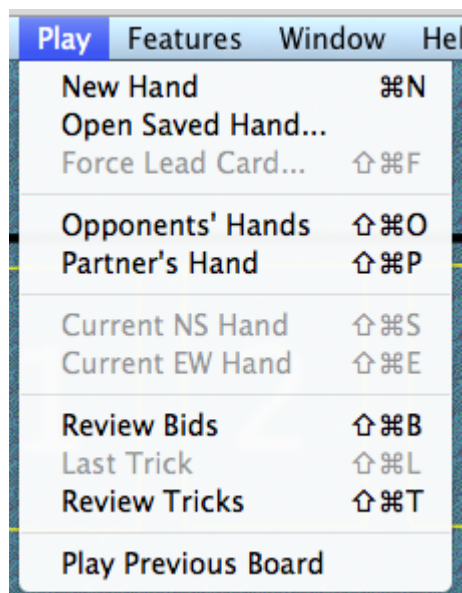 Play Features Window Hel
New Hand ⌘N
Open Saved Hand...
Force Lead Card... ⇧⌘F
Opponents' Hands ⇧⌘O
Partner's Hand ⇧⌘P
Current NS Hand ⇧⌘S
Current EW Hand ⇧⌘E
Review Bids ⇧⌘B
Last Trick ⇧⌘L
Review Tricks ⇧⌘T
Play Previous Board